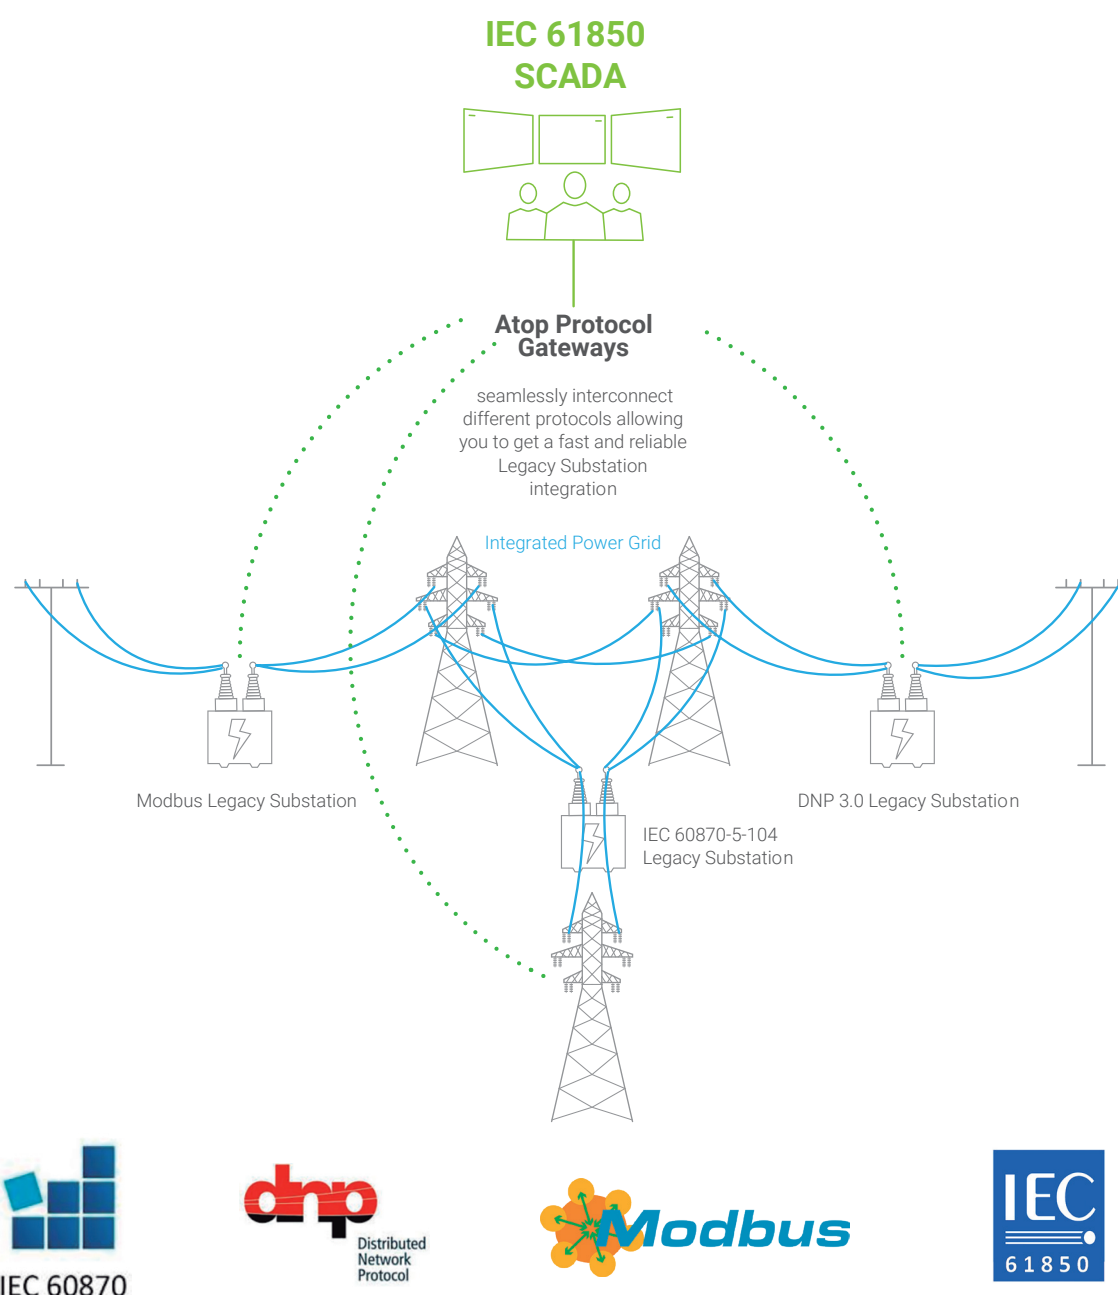 IEC 61850
SCADA
Atop Protocol
Gateways
seamlessly interconnect
different protocols allowing
you to get a fast and reliable
Legacy Substation
integration
Integrated Power Grid
Modbus Legacy Substation
DNP 3.0 Legacy Substation
IEC 60870-5-104
Legacy Substation
IEC 60870
dnp
Distributed
Network
Protocol
Modbus
IEC
61850